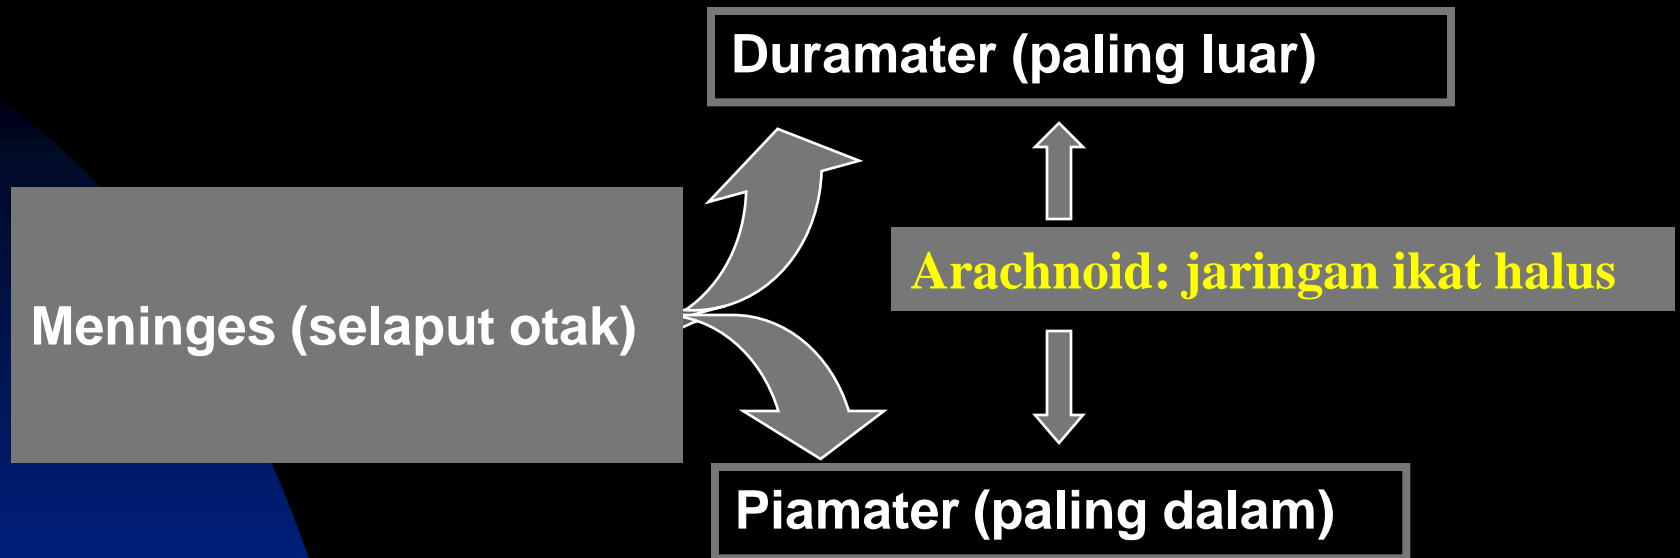 Duramater (paling luar)
Arachnoid: jaringan ikat halus
Meninges (selaput otak)
Piamater (paling dalam)